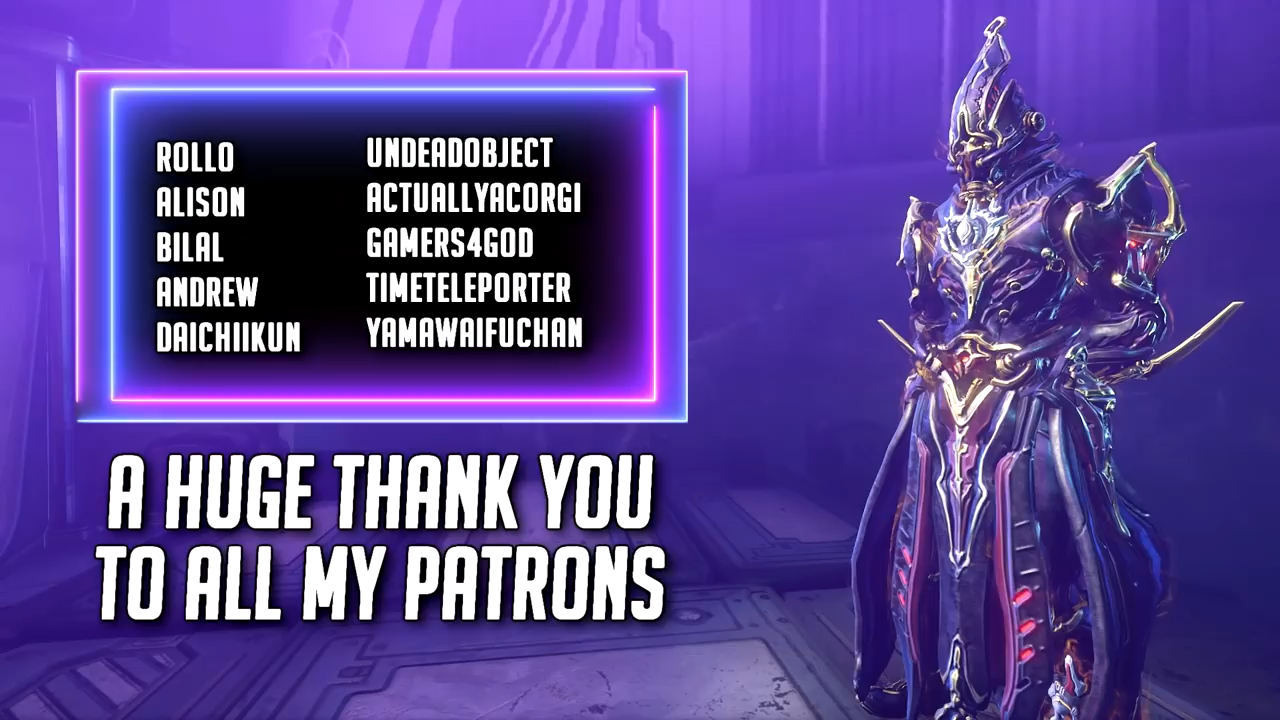 ROLLO
ALISON
BILAL
ANDREW
DAICHIIKUN
UNDEADOBJECT
ACTUALLYACORGI
GAMERS4GOD
TIMETELEPORTER
YAMAWAIFUCHAN
A HUGE THANK YOU
TO ALL MY PATRONS